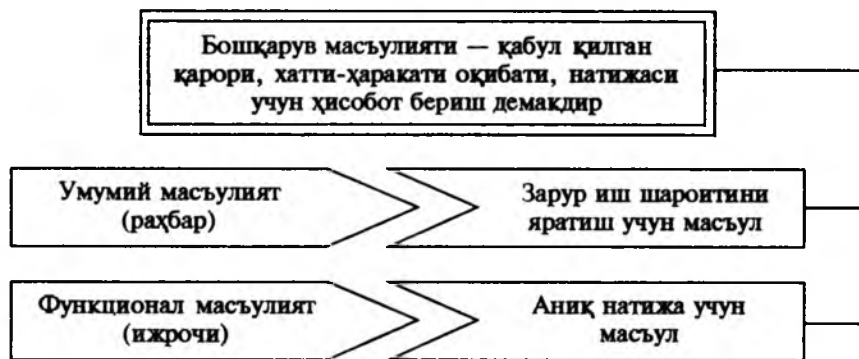 Бошқарув масъулияти — қабул қилган
қарори, хатти-ҳаракати оқибати, натижаси
учун ҳисобот бериш демакдир
Умумий масъулият
(раҳбар)
Зарур иш шароитини
яратиш учун масъул
Функционал масъулият
(ижрочи)
Аниқ натижа учун
масъул